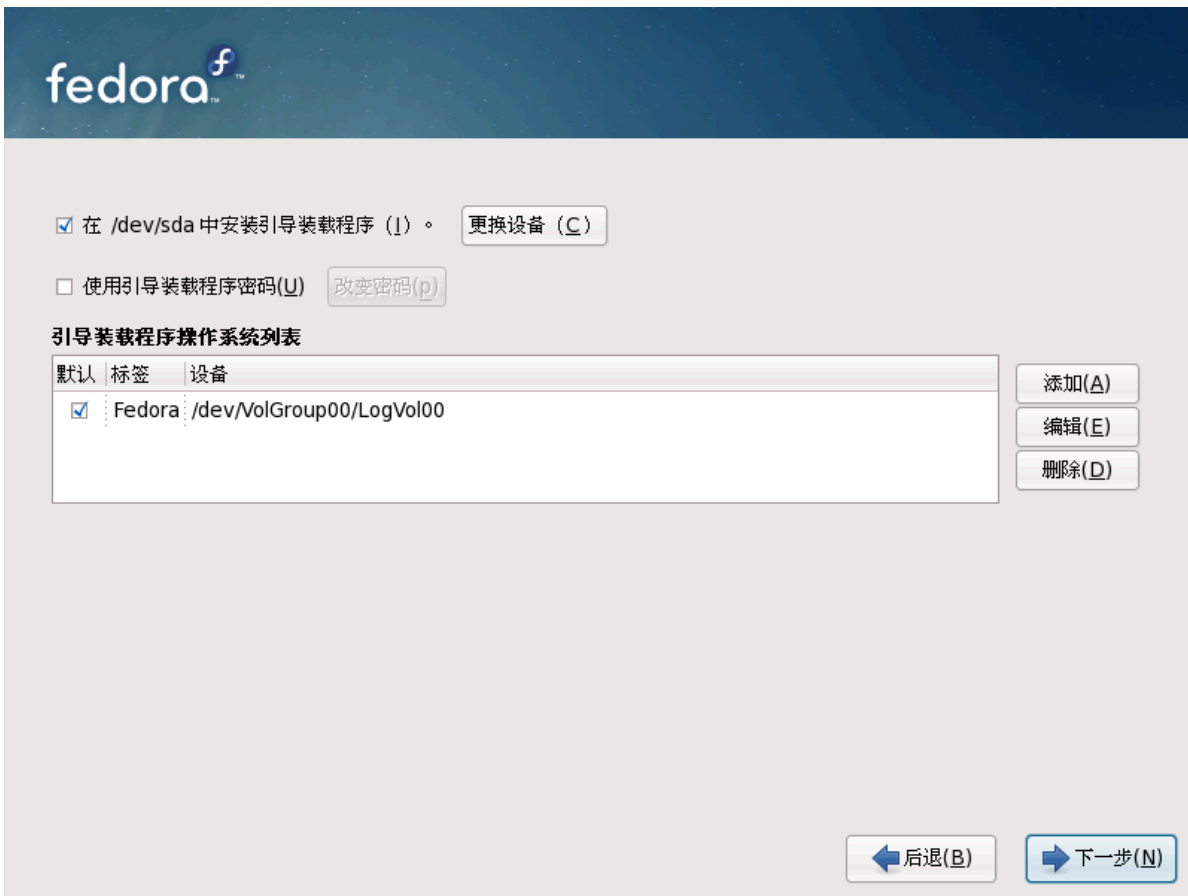 fedora
在 /dev/sda 中安装引导装载程序（I）。 更换设备（C）
使用引导装载程序密码(U) 改变密码(p)
引导装载程序操作系统列表
默认 标签 设备
Fedora /dev/VolGroup00/LogVol00
添加(A)
编辑(E)
删除(D)
后退(B) 下一步(N)